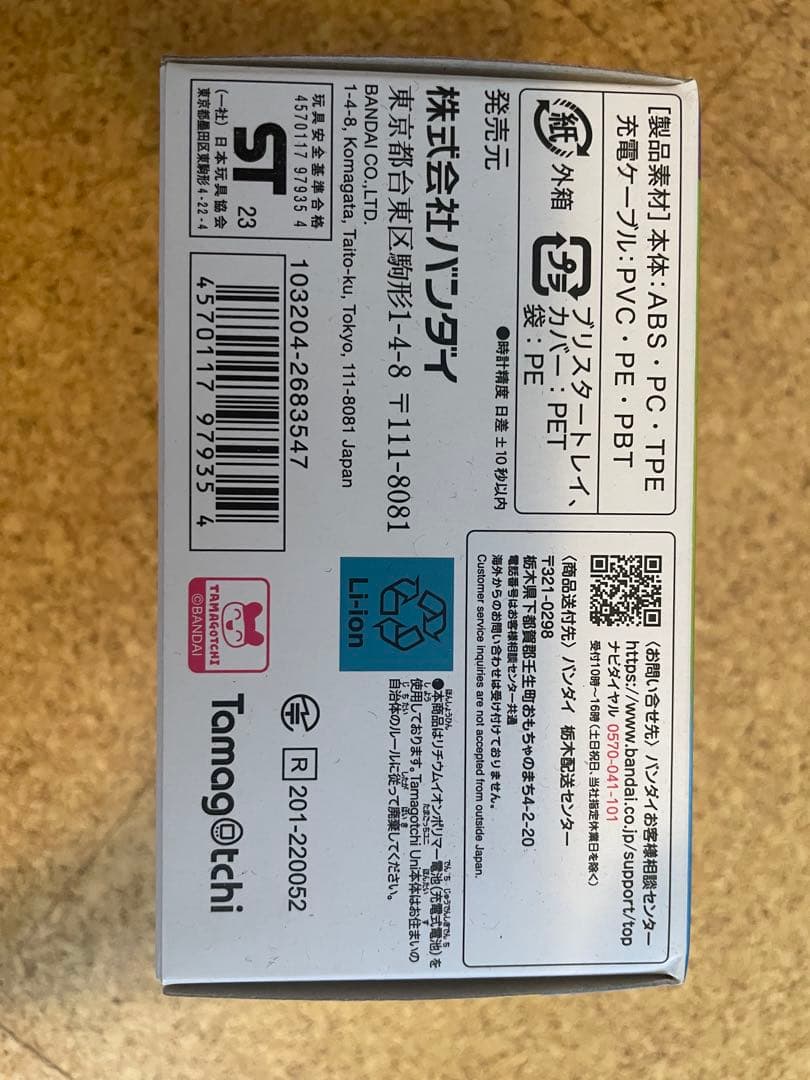 [製品素材] 本体：ABS・PC・TPE
充電ケーブル：PVC・PE・PBT
紙 外箱
プラ ブリスタートレイ、
カバー：PET
袋：PE
●時計精度 日差±10秒以内
発売元
株式会社バンダイ
東京都台東区駒形1-4-8 〒111-8081
BANDAI CO.,LTD.
1-4-8, Komagata, Taito-ku, Tokyo, 111-8081 Japan
玩具安全基準合格
4570117 97935 4
ST 23
(一社) 日本玩具協会
東京都墨田区東駒形4-22-4
103204-2683547
4570117 979354
〈お問い合せ先〉バンダイお客様相談センター
https://www.bandai.co.jp/support/top
ナビダイヤル 0570-041-101
受付10時～16時(土日祝日、当社指定休業日を除く)
〈商品送付先〉バンダイ 栃木配送センター
〒321-0298
栃木県下都賀郡壬生町おもちゃのまち4-2-20
電話番号はお客様相談センター共通
海外からのお問い合わせは受け付けておりません。
Customer service inquiries are not accepted from outside Japan.
Li-ion
●本商品はリチウムイオンポリマー電池(充電式電池)を
使用しております。Tamagotchi Uni本体はお住まいの
自治体のルールに従って廃棄してください。
R 201-220052
TAMAGOTCHI
©BANDAI
Tamagotchi